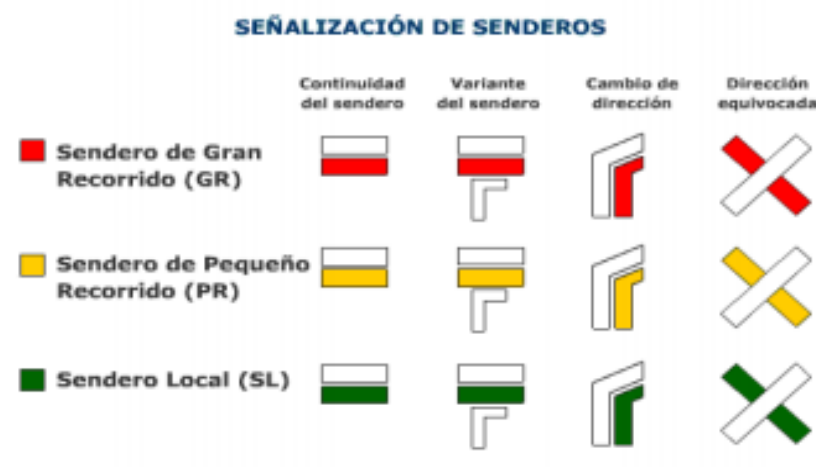 SEÑALIZACIÓN DE SENDEROS
Continuidad
del sendero
Variante
del sendero
Cambio de
dirección
Dirección
equivocada
Sendero de Gran
Recorrido (GR)
Sendero de Pequeño
Recorrido (PR)
Sendero Local (SL)